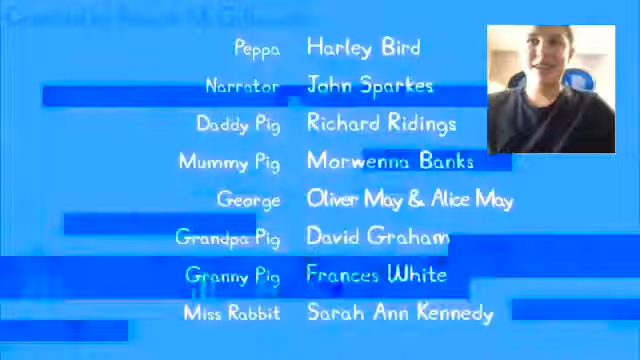 Peppa Harley Bird
Narrator John Sparkes
Daddy Pig Richard Ridings
Mummy Pig Morwenna Banks
George Oliver May & Alice May
Grandpa Pig David Graham
Granny Pig Frances White
Miss Rabbit Sarah Ann Kennedy